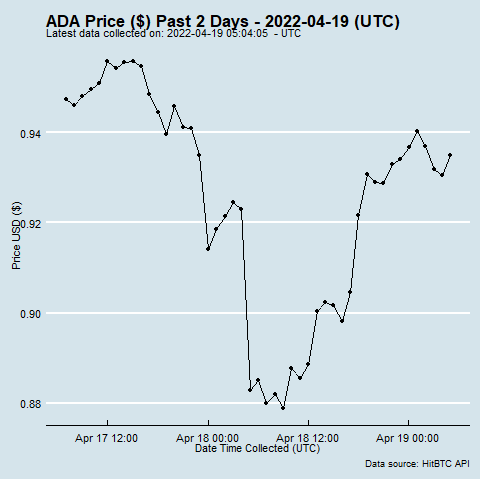 ADA Price ($) Past 2 Days - 2022-04-19 (UTC)
Latest data collected on: 2022-04-19 05:04:05  - UTC
Price USD ($)
0.94
0.92
0.90
0.88
Apr 17 12:00 Apr 18 00:00 Apr 18 12:00 Apr 19 00:00
Date Time Collected (UTC)
Data source: HitBTC API